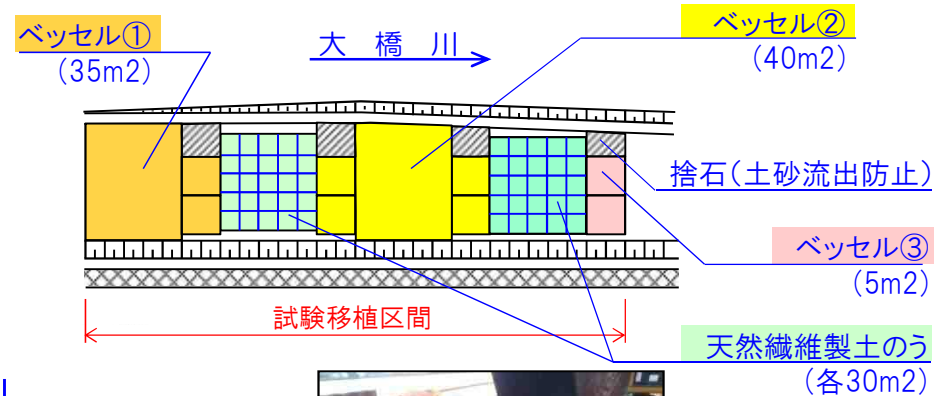 ベッセル①
(35m2)
大 橋 川
ベッセル②
(40m2)
捨石(土砂流出防止)
ベッセル③
(5m2)
試験移植区間
天然繊維製土のう
(各30m2)